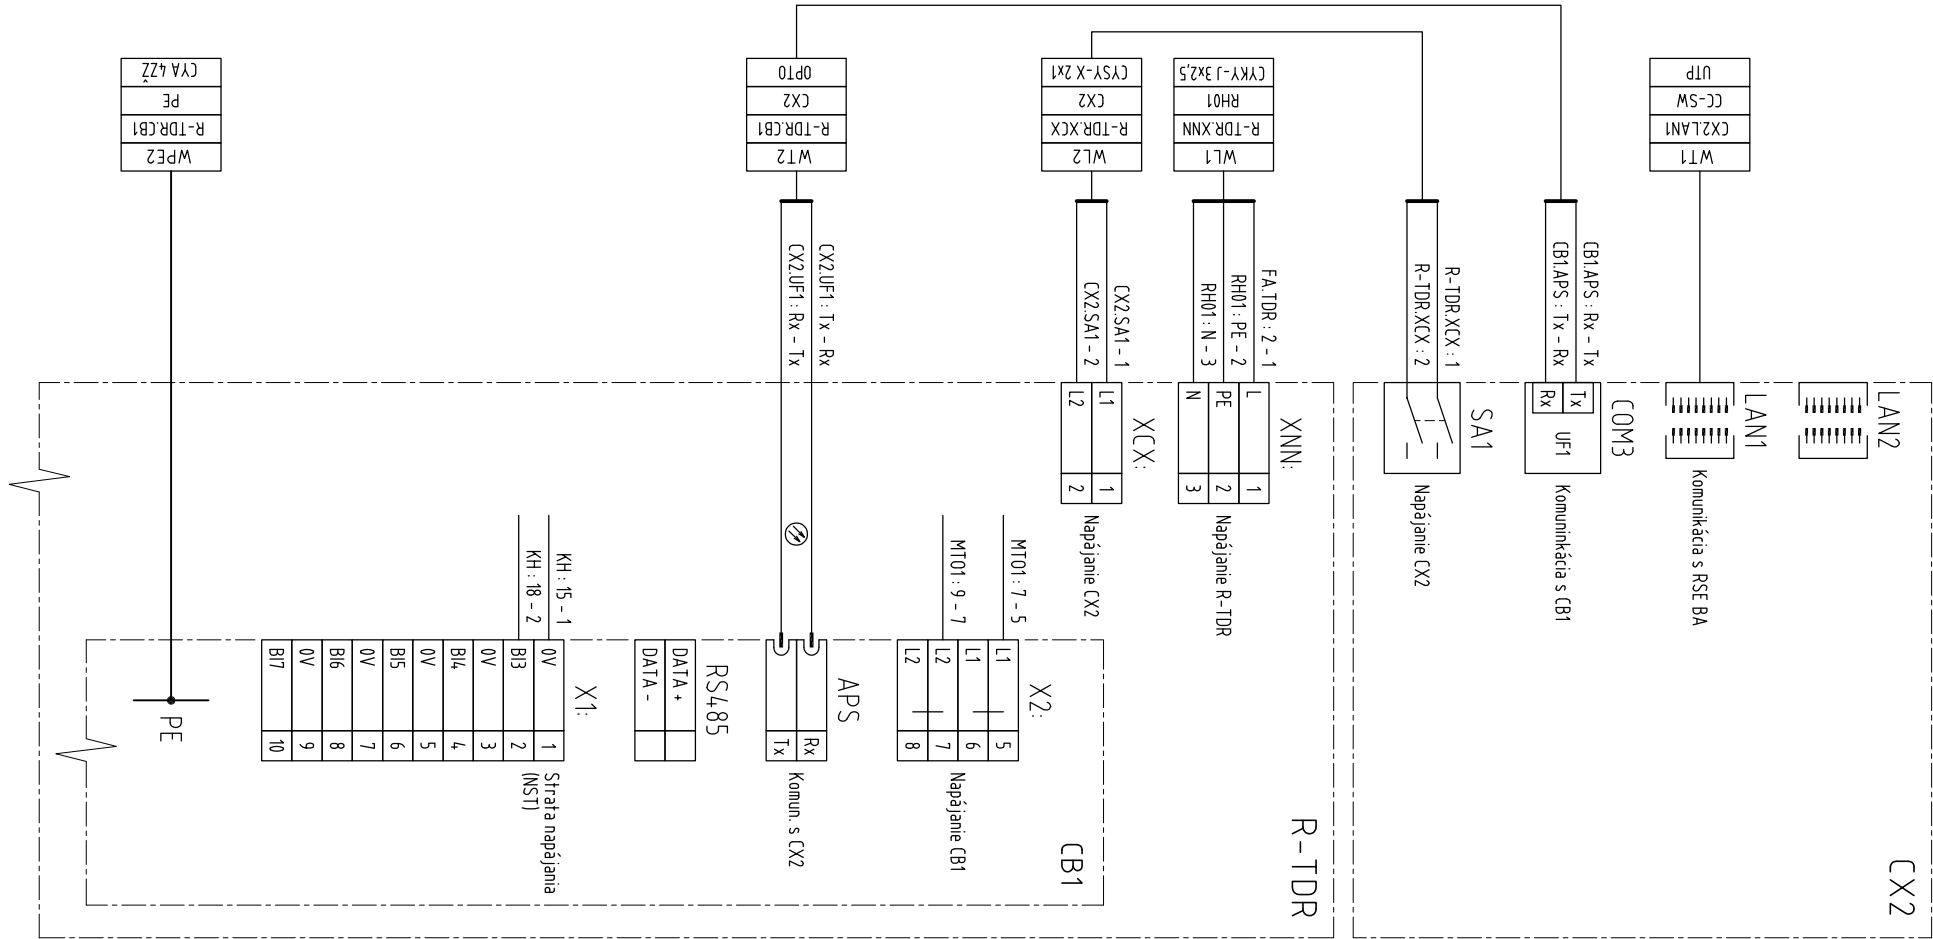 CYA 4ZŽ
PE
R-TDR.CB1
WPE2
OPTO
CX2
R-TDR.CB1
WT2
CYSY-X 2x1
CX2
R-TDR.XCX
WL2
CYKY-J 3x2,5
RH01
R-TDR.XNN
WL1
UTP
CC-SW
CX2.LAN1
WT1
CX2.UF1 : Tx - Rx
CX2.UF1 : Rx - Tx
CX2.SA1 - 1
CX2.SA1 - 2
FA.TDR : 2 - 1
RH01 : PE - 2
RH01 : N - 3
R-TDR.XCX : 1
R-TDR.XCX : 2
CB1.APS : Rx - Tx
CB1.APS : Tx - Rx
LAN2
LAN1
Komunikácia s RSE BA
COM3
Tx
Rx
UF1
Komuninkácia s CB1
SA1
Napájanie CX2
CX2
XNN:
L
PE
N
1
2
3
Napájanie R-TDR
XCX:
L1
L2
1
2
Napájanie CX2
R-TDR
MT01 : 7 - 5
MT01 : 9 - 7
X2:
L1
L1
L2
L2
5
6
7
8
Napájanie CB1
APS
Rx
Tx
Komun. s CX2
RS485
DATA +
DATA -
KH : 15 - 1
KH : 18 - 2
X1:
0V
BI3
0V
BI4
0V
BI5
0V
BI6
0V
BI7
1
2
3
4
5
6
7
8
9
10
Strata napájania
(NST)
PE
CB1